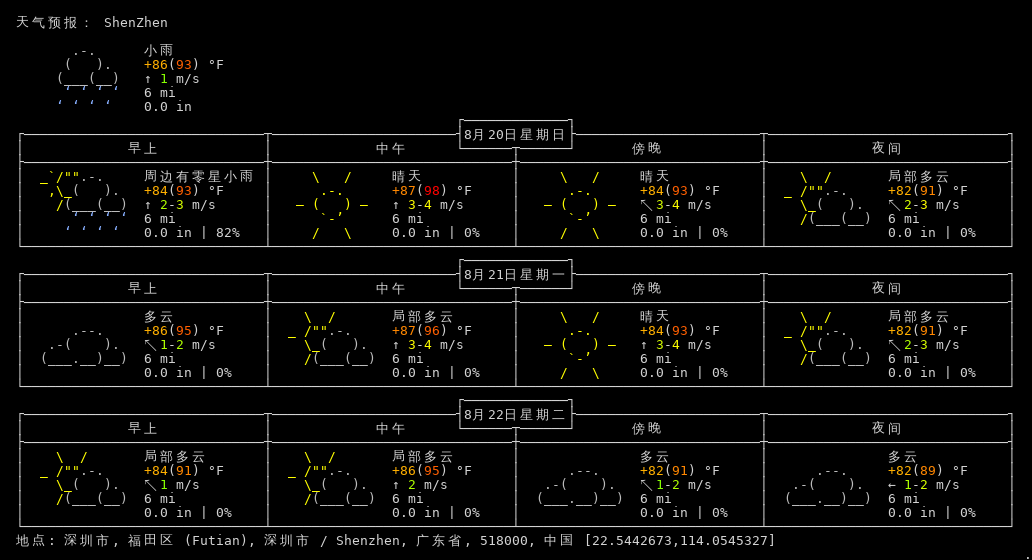 天气预报： ShenZhen
小雨
+86(93) °F
↑ 1 m/s
6 mi
0.0 in
8月20日星期日
早上 中午 傍晚 夜间
周边有零星小雨 晴天 晴天 局部多云
+84(93) °F +87(98) °F +84(93) °F +82(91) °F
↑ 2-3 m/s ↑ 3-4 m/s ↖ 3-4 m/s ↖ 2-3 m/s
6 mi 6 mi 6 mi 6 mi
0.0 in | 82% 0.0 in | 0% 0.0 in | 0% 0.0 in | 0%
8月21日星期一
早上 中午 傍晚 夜间
多云 局部多云 晴天 局部多云
+86(95) °F +87(96) °F +84(93) °F +82(91) °F
↖ 1-2 m/s ↑ 3-4 m/s ↑ 3-4 m/s ↖ 2-3 m/s
6 mi 6 mi 6 mi 6 mi
0.0 in | 0% 0.0 in | 0% 0.0 in | 0% 0.0 in | 0%
8月22日星期二
早上 中午 傍晚 夜间
局部多云 局部多云 多云 多云
+84(91) °F +86(95) °F +82(91) °F +82(89) °F
↖ 1 m/s ↑ 2 m/s ↖ 1-2 m/s ← 1-2 m/s
6 mi 6 mi 6 mi 6 mi
0.0 in | 0% 0.0 in | 0% 0.0 in | 0% 0.0 in | 0%
地点: 深圳市, 福田区 (Futian), 深圳市 / Shenzhen, 广东省, 518000, 中国 [22.5442673,114.0545327]